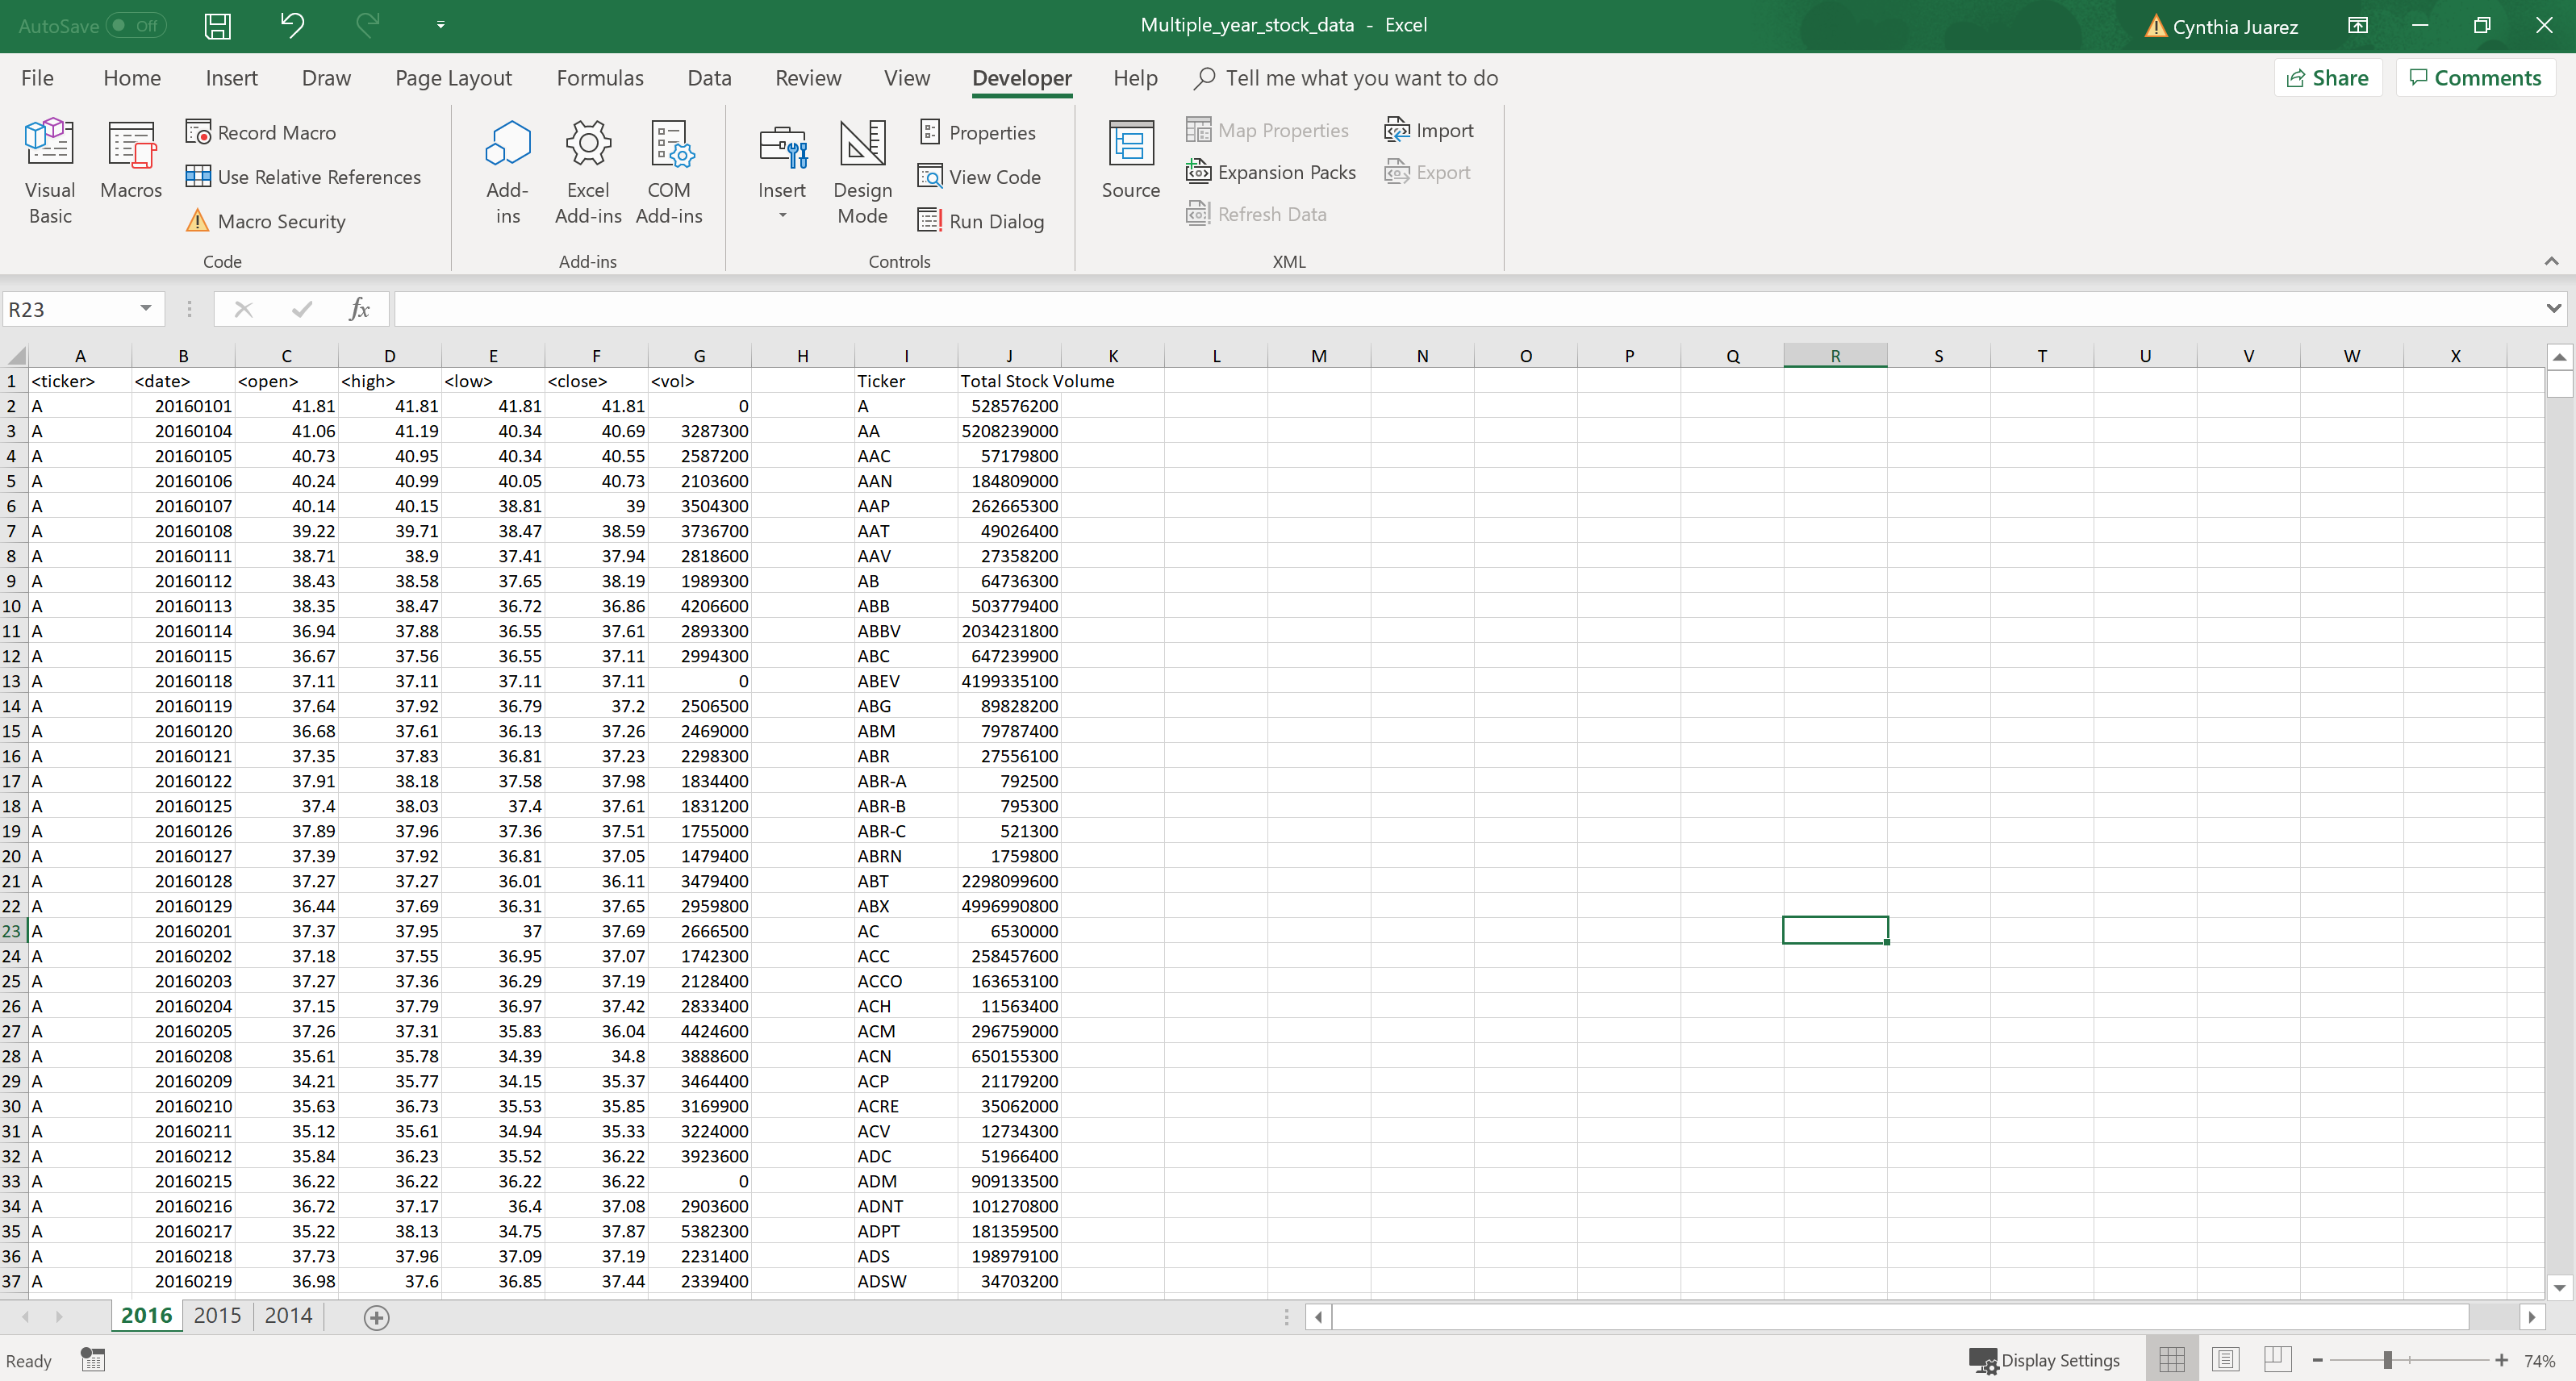 AutoSave Off Multiple_year_stock_data - Excel Cynthia Juarez
File Home Insert Draw Page Layout Formulas Data Review View Developer Help Tell me what you want to do Share Comments
Visual Basic Macros Record Macro Use Relative References Macro Security
Add-ins Excel Add-ins COM Add-ins
Insert Design Mode Properties View Code Run Dialog
Source Map Properties Expansion Packs Refresh Data Import Export
Code Add-ins Controls XML
R23 fx
A B C D E F G H I J K L M N O P Q R S T U V W X
1 <ticker> <date> <open> <high> <low> <close> <vol> Ticker Total Stock Volume
2 A 20160101 41.81 41.81 41.81 41.81 0 A 528576200
3 A 20160104 41.06 41.19 40.34 40.69 3287300 AA 5208239000
4 A 20160105 40.73 40.95 40.34 40.55 2587200 AAC 57179800
5 A 20160106 40.24 40.99 40.05 40.73 2103600 AAN 184809000
6 A 20160107 40.14 40.15 38.81 39 3504300 AAP 262665300
7 A 20160108 39.22 39.71 38.47 38.59 3736700 AAT 49026400
8 A 20160111 38.71 38.9 37.41 37.94 2818600 AAV 27358200
9 A 20160112 38.43 38.58 37.65 38.19 1989300 AB 64736300
10 A 20160113 38.35 38.47 36.72 36.86 4206600 ABB 503779400
11 A 20160114 36.94 37.88 36.55 37.61 2893300 ABBV 2034231800
12 A 20160115 36.67 37.56 36.55 37.11 2994300 ABC 647239900
13 A 20160118 37.11 37.11 37.11 37.11 0 ABEV 4199335100
14 A 20160119 37.64 37.92 36.79 37.2 2506500 ABG 89828200
15 A 20160120 36.68 37.61 36.13 37.26 2469000 ABM 79787400
16 A 20160121 37.35 37.83 36.81 37.23 2298300 ABR 27556100
17 A 20160122 37.91 38.18 37.58 37.98 1834400 ABR-A 792500
18 A 20160125 37.4 38.03 37.4 37.61 1831200 ABR-B 795300
19 A 20160126 37.89 37.96 37.36 37.51 1755000 ABR-C 521300
20 A 20160127 37.39 37.92 36.81 37.05 1479400 ABRN 1759800
21 A 20160128 37.27 37.27 36.01 36.11 3479400 ABT 2298099600
22 A 20160129 36.44 37.69 36.31 37.65 2959800 ABX 4996990800
23 A 20160201 37.37 37.95 37 37.69 2666500 AC 6530000
24 A 20160202 37.18 37.55 36.95 37.07 1742300 ACC 258457600
25 A 20160203 37.27 37.36 36.29 37.19 2128400 ACCO 163653100
26 A 20160204 37.15 37.79 36.97 37.42 2833400 ACH 11563400
27 A 20160205 37.26 37.31 35.83 36.04 4424600 ACM 296759000
28 A 20160208 35.61 35.78 34.39 34.8 3888600 ACN 650155300
29 A 20160209 34.21 35.77 34.15 35.37 3464400 ACP 21179200
30 A 20160210 35.63 36.73 35.53 35.85 3169900 ACRE 35062000
31 A 20160211 35.12 35.61 34.94 35.33 3224000 ACV 12734300
32 A 20160212 35.84 36.23 35.52 36.22 3923600 ADC 51966400
33 A 20160215 36.22 36.22 36.22 36.22 0 ADM 909133500
34 A 20160216 36.72 37.17 36.4 37.08 2903600 ADNT 101270800
35 A 20160217 35.22 38.13 34.75 37.87 5382300 ADPT 181359500
36 A 20160218 37.73 37.96 37.09 37.19 2231400 ADS 198979100
37 A 20160219 36.98 37.6 36.85 37.44 2339400 ADSW 34703200
2016 2015 2014
Ready Display Settings 74%